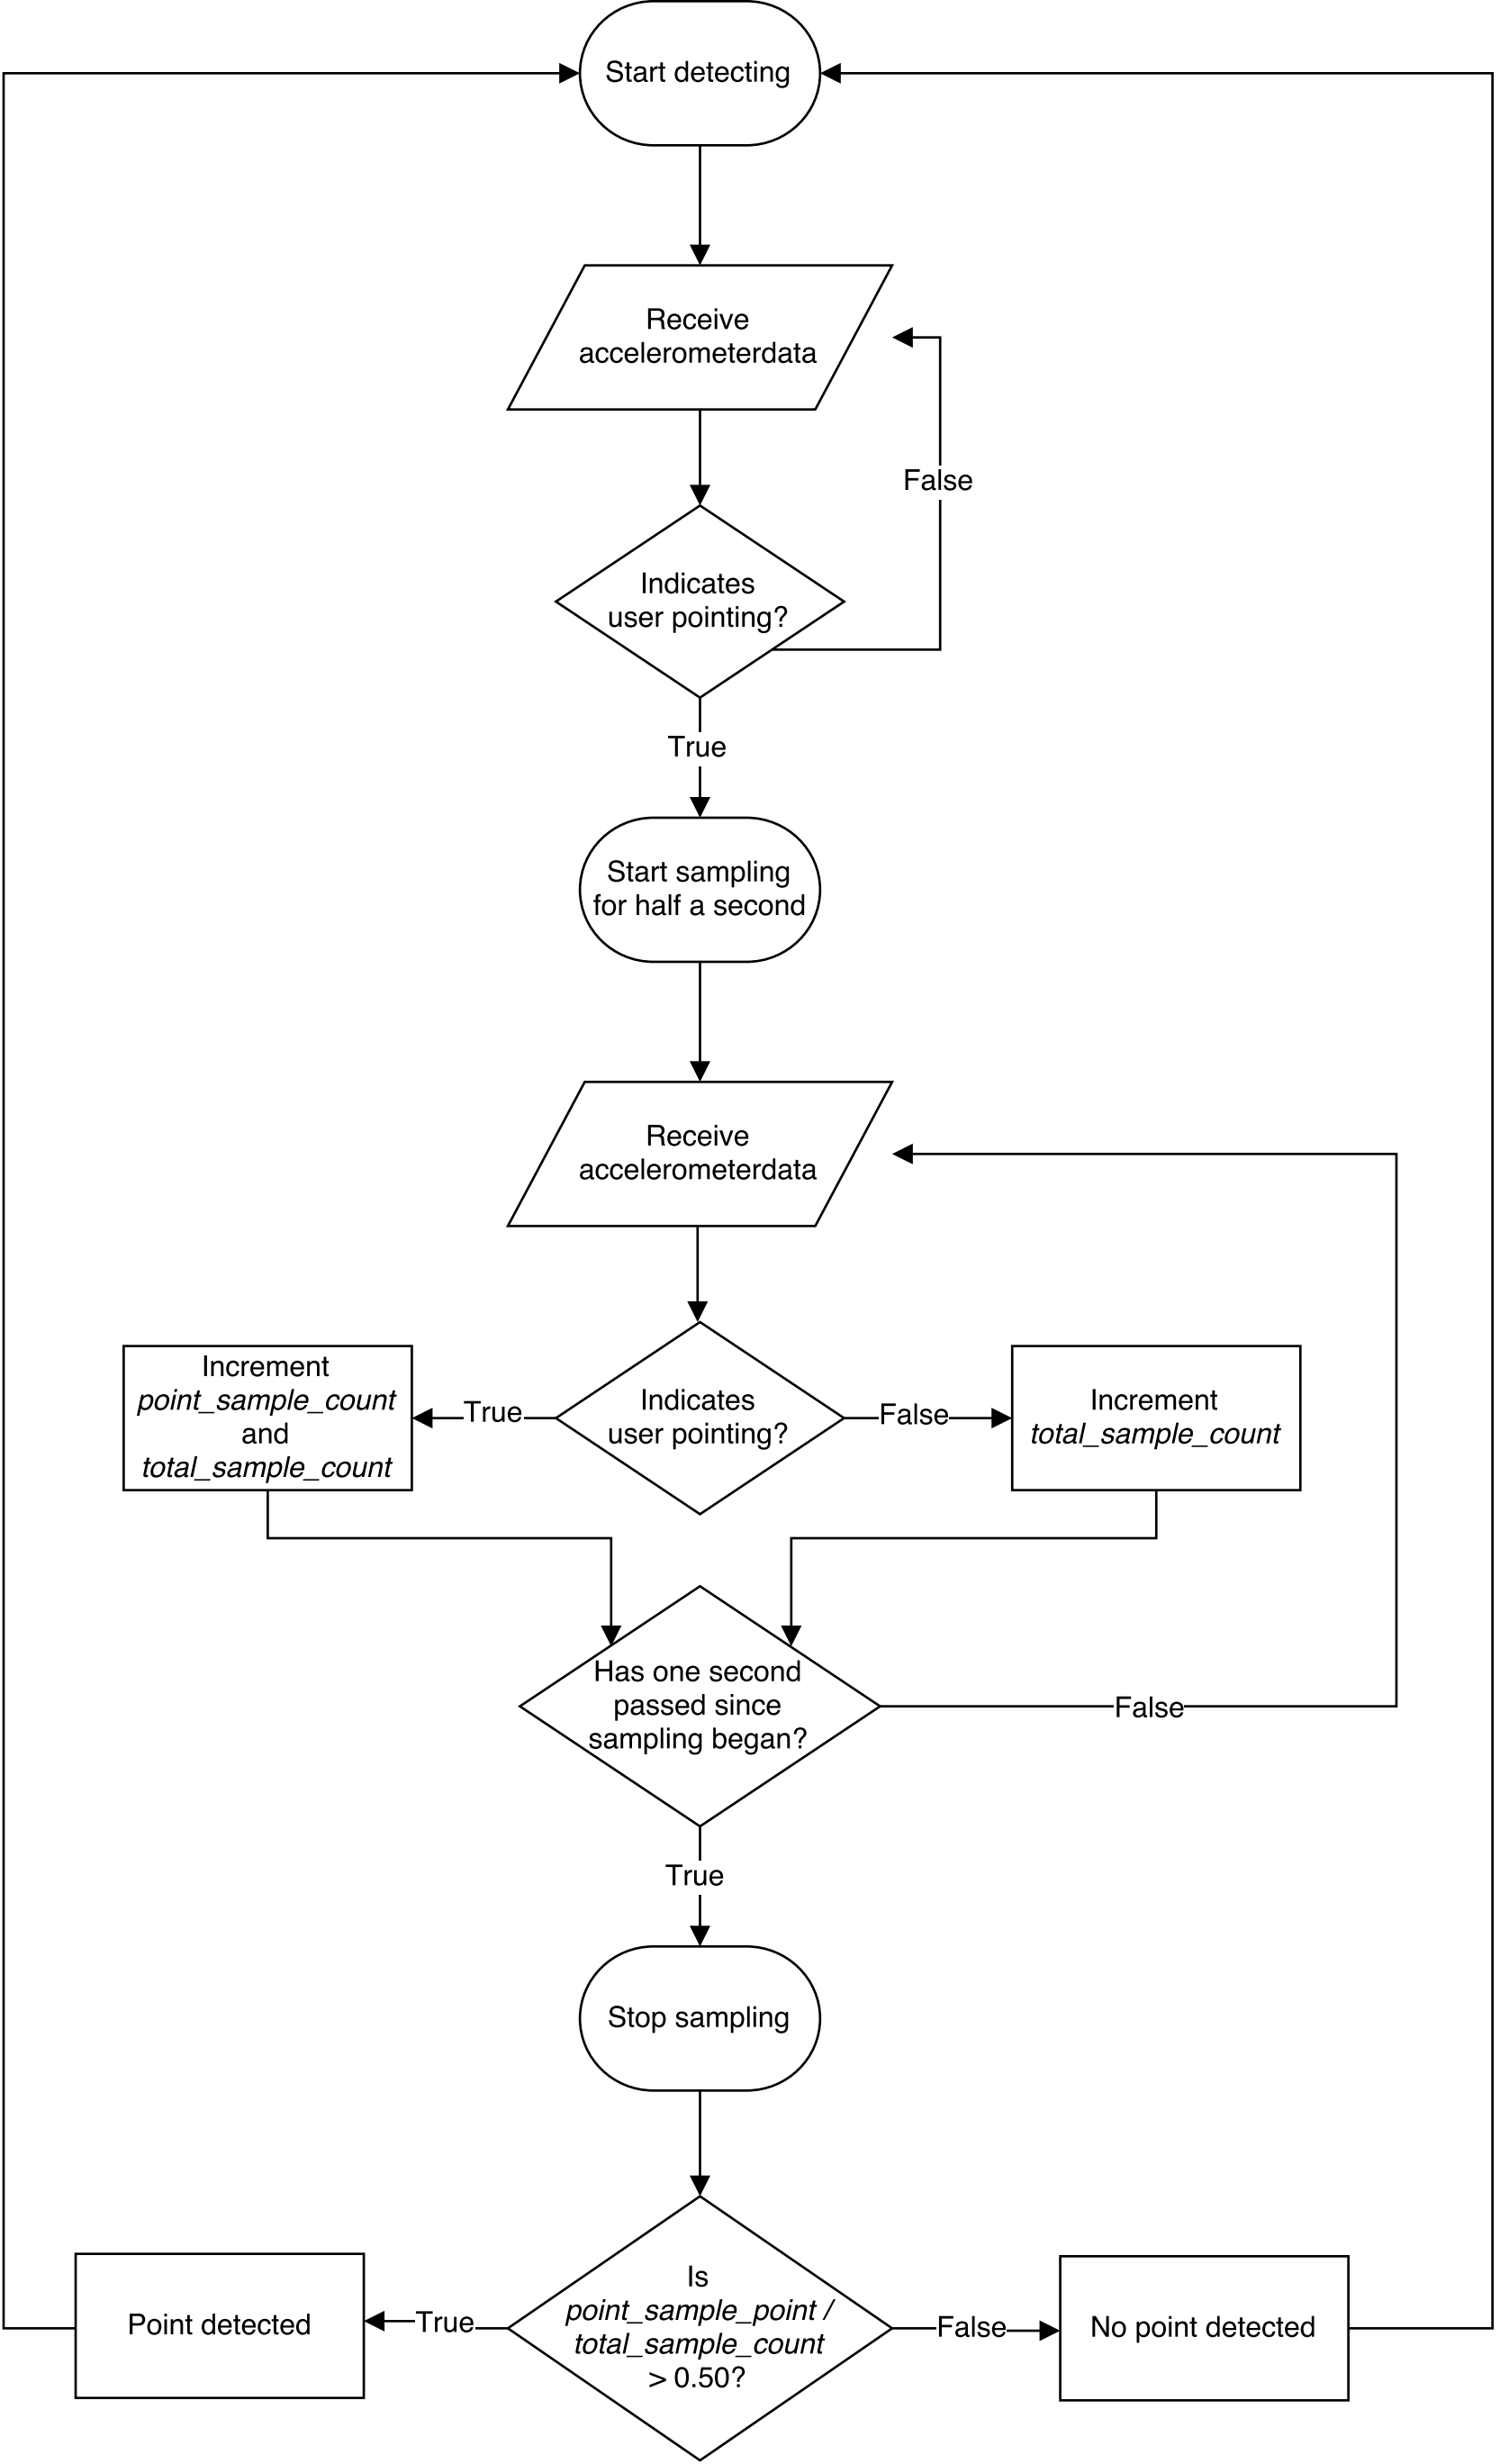 Start detecting
Receive
accelerometerdata
False
Indicates
user pointing?
True
Start sampling
for half a second
Receive
accelerometerdata
Increment
point_sample_count
and
total_sample_count
True
Indicates
user pointing?
False
Increment
total_sample_count
Has one second
passed since
sampling began?
False
True
Stop sampling
Point detected
True
Is
point_sample_point /
total_sample_count
> 0.50?
False
No point detected